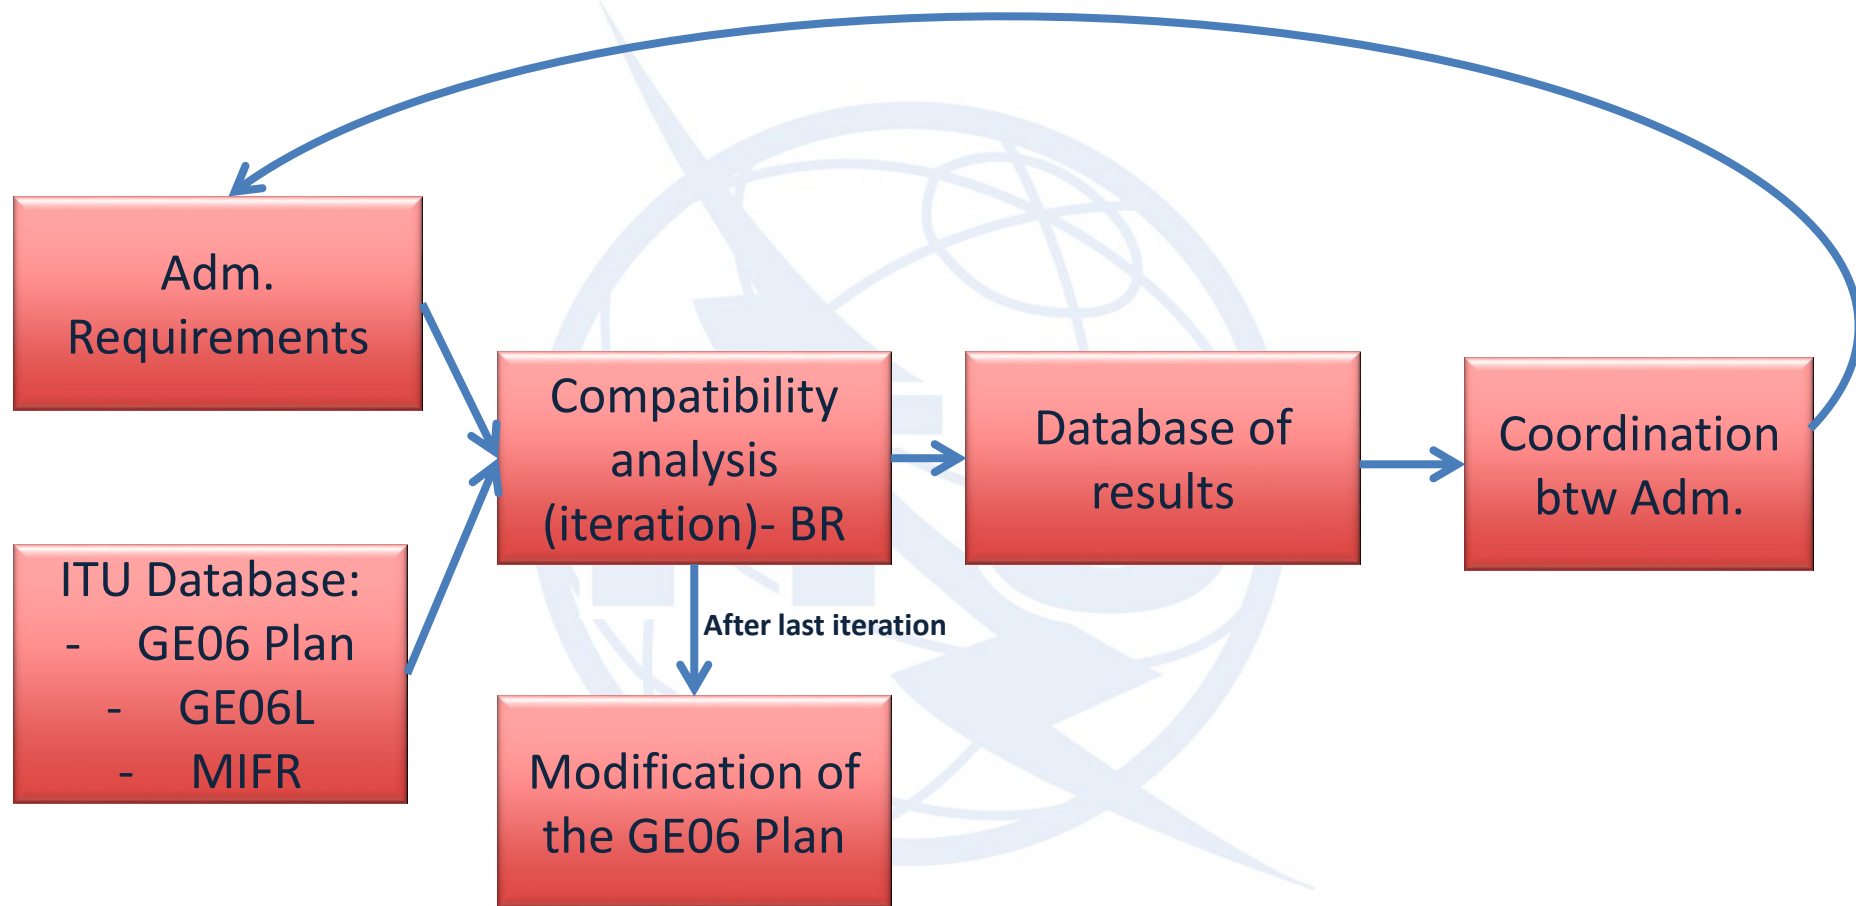 Adm.
Requirements
ITU Database:
- GE06 Plan
- GE06L
- MIFR
Compatibility
analysis
(iteration)- BR
After last iteration
Modification of
the GE06 Plan
Database of
results
Coordination
btw Adm.